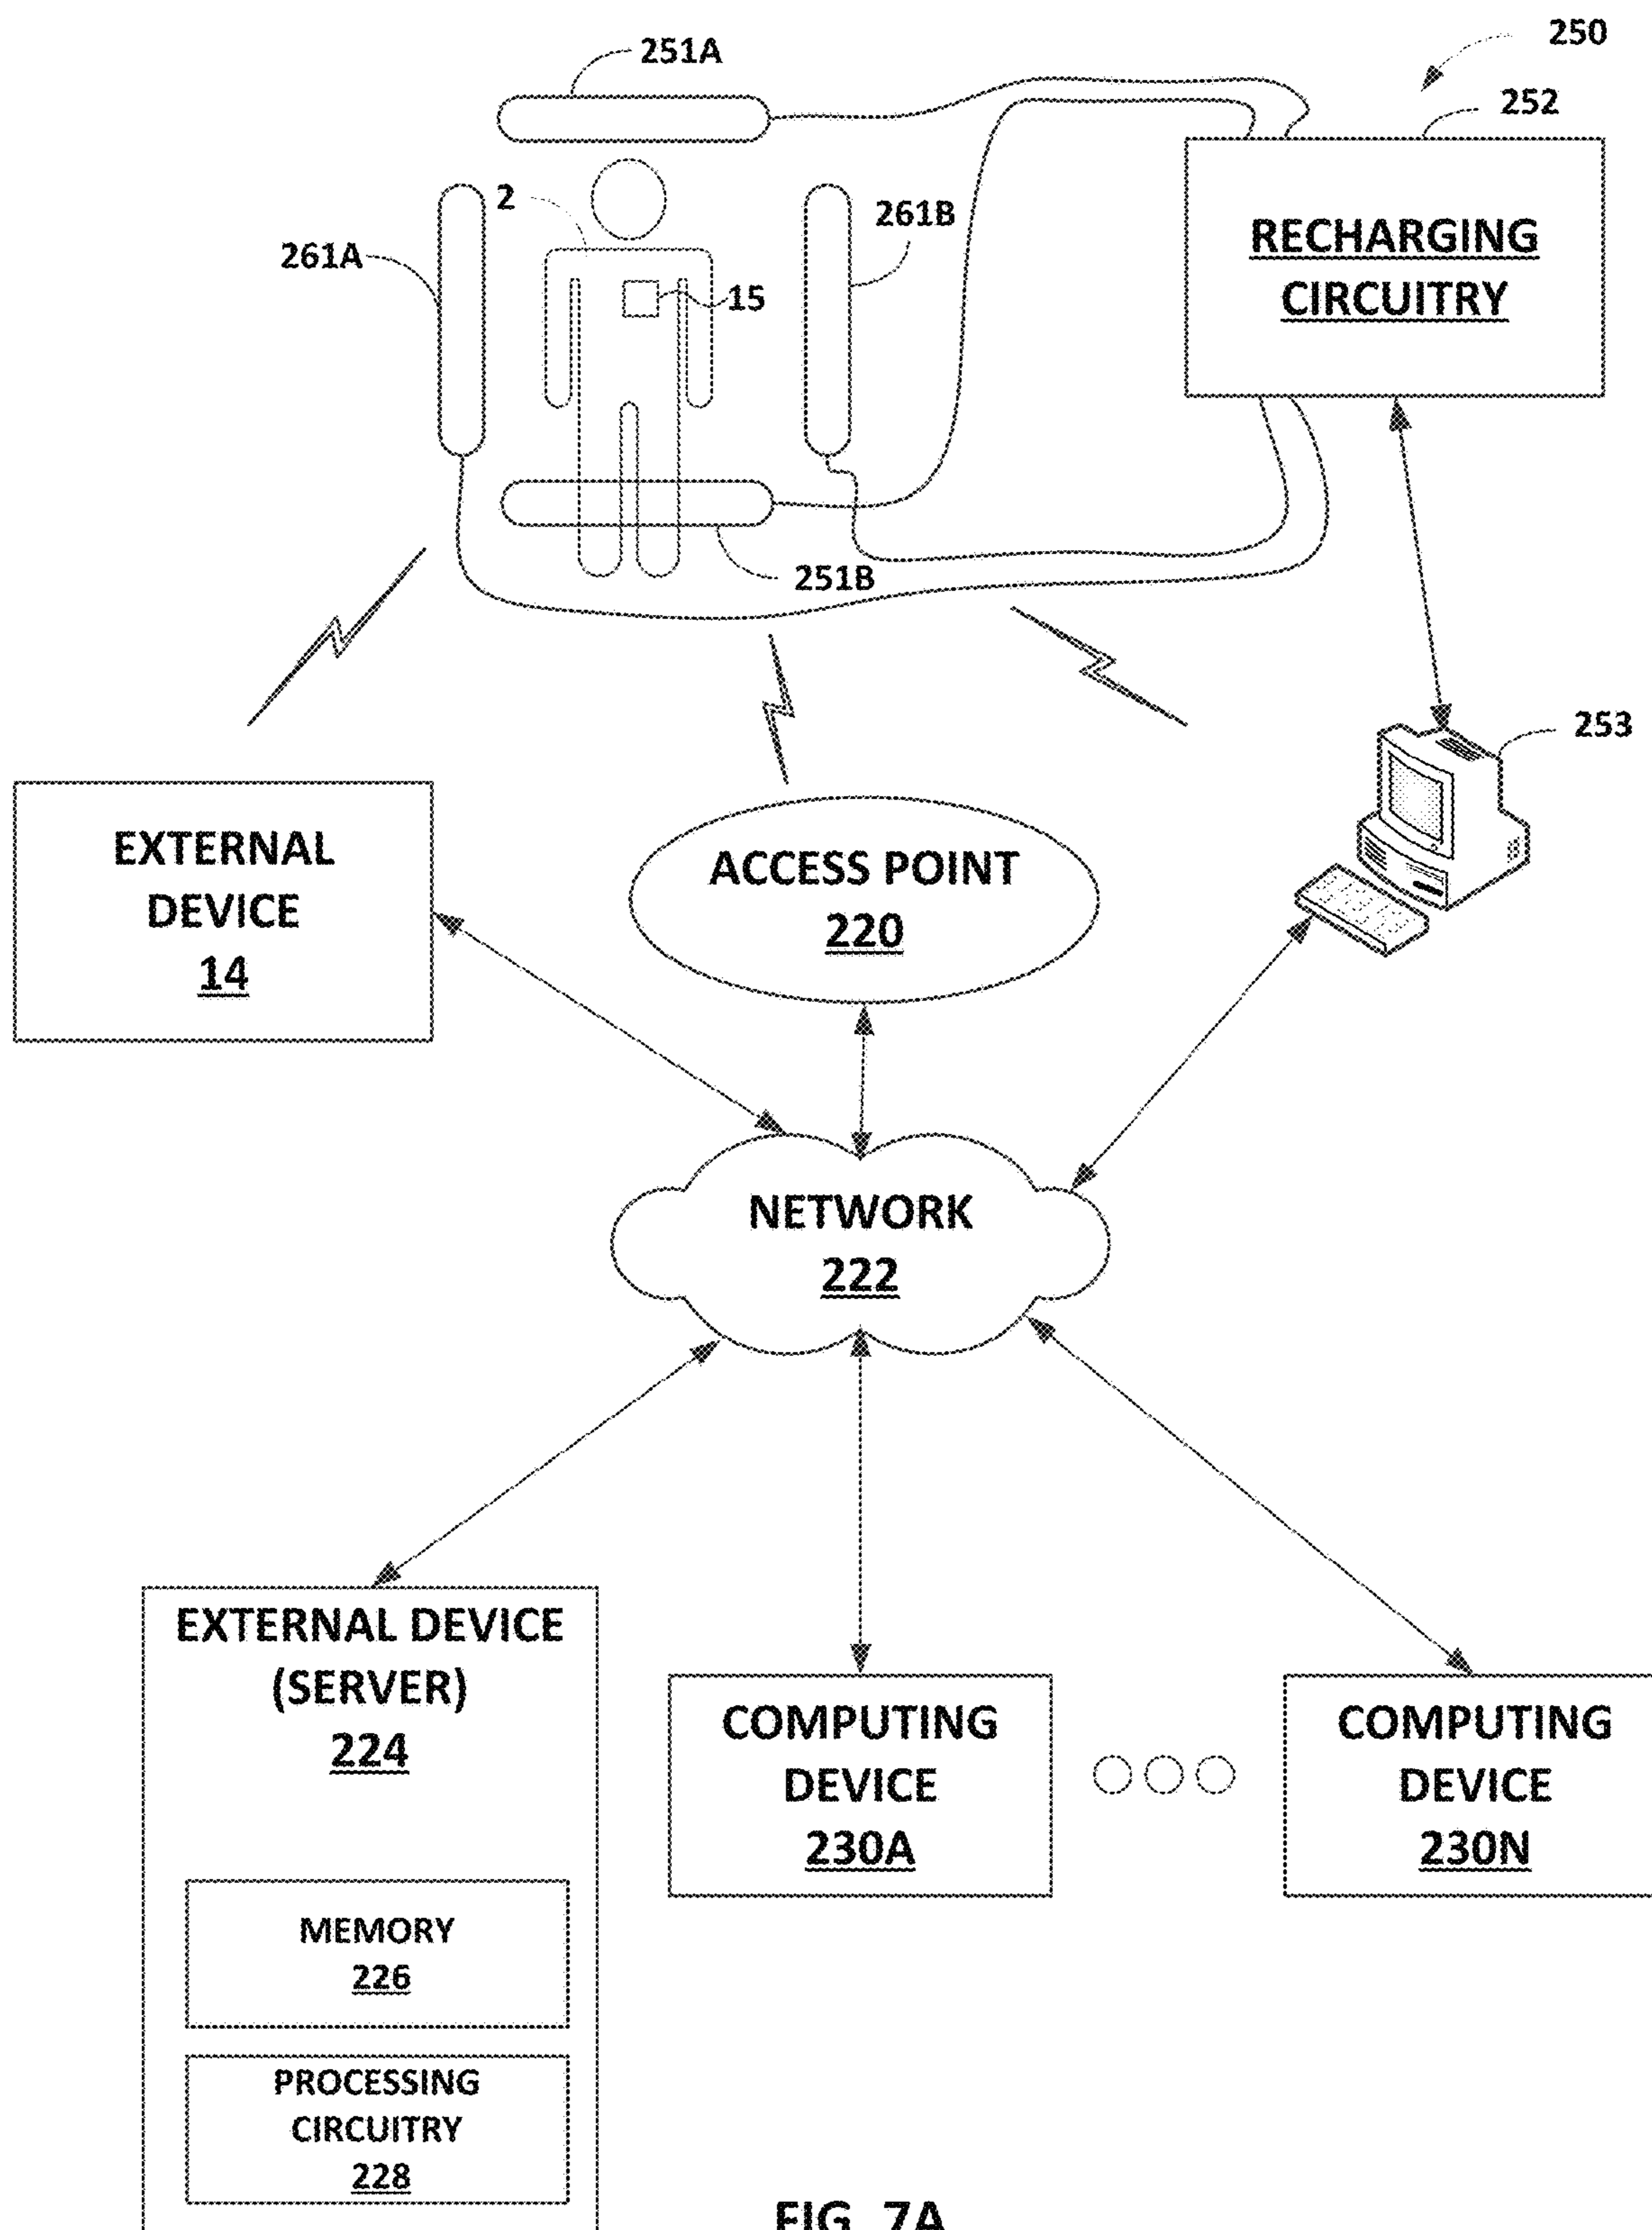 251A
250
252
2
261B
261A
15
RECHARGING
CIRCUITRY
251B
253
EXTERNAL
DEVICE
14
ACCESS POINT
220
NETWORK
222
EXTERNAL DEVICE
(SERVER)
224
MEMORY
226
PROCESSING
CIRCUITRY
228
COMPUTING
DEVICE
230A
COMPUTING
DEVICE
230N
FIG. 7A